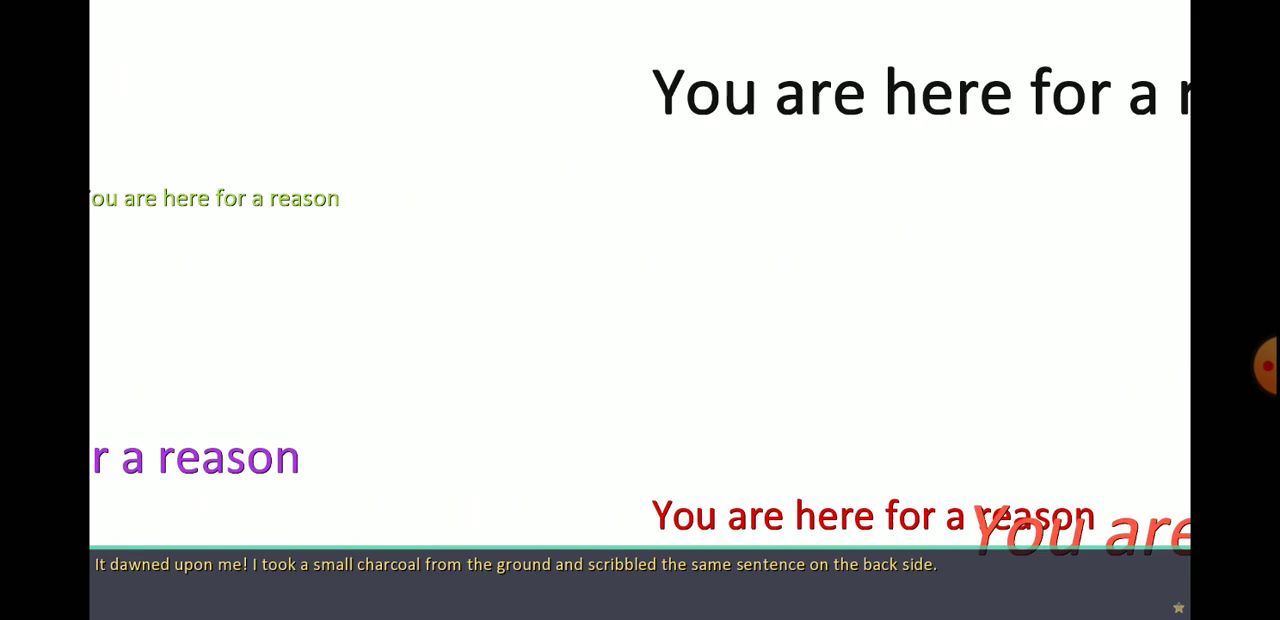 You are here for a
ou are here for a reason
r a reason
You are here for a reason
You are
It dawned upon me! I took a small charcoal from the ground and scribbled the same sentence on the back side.